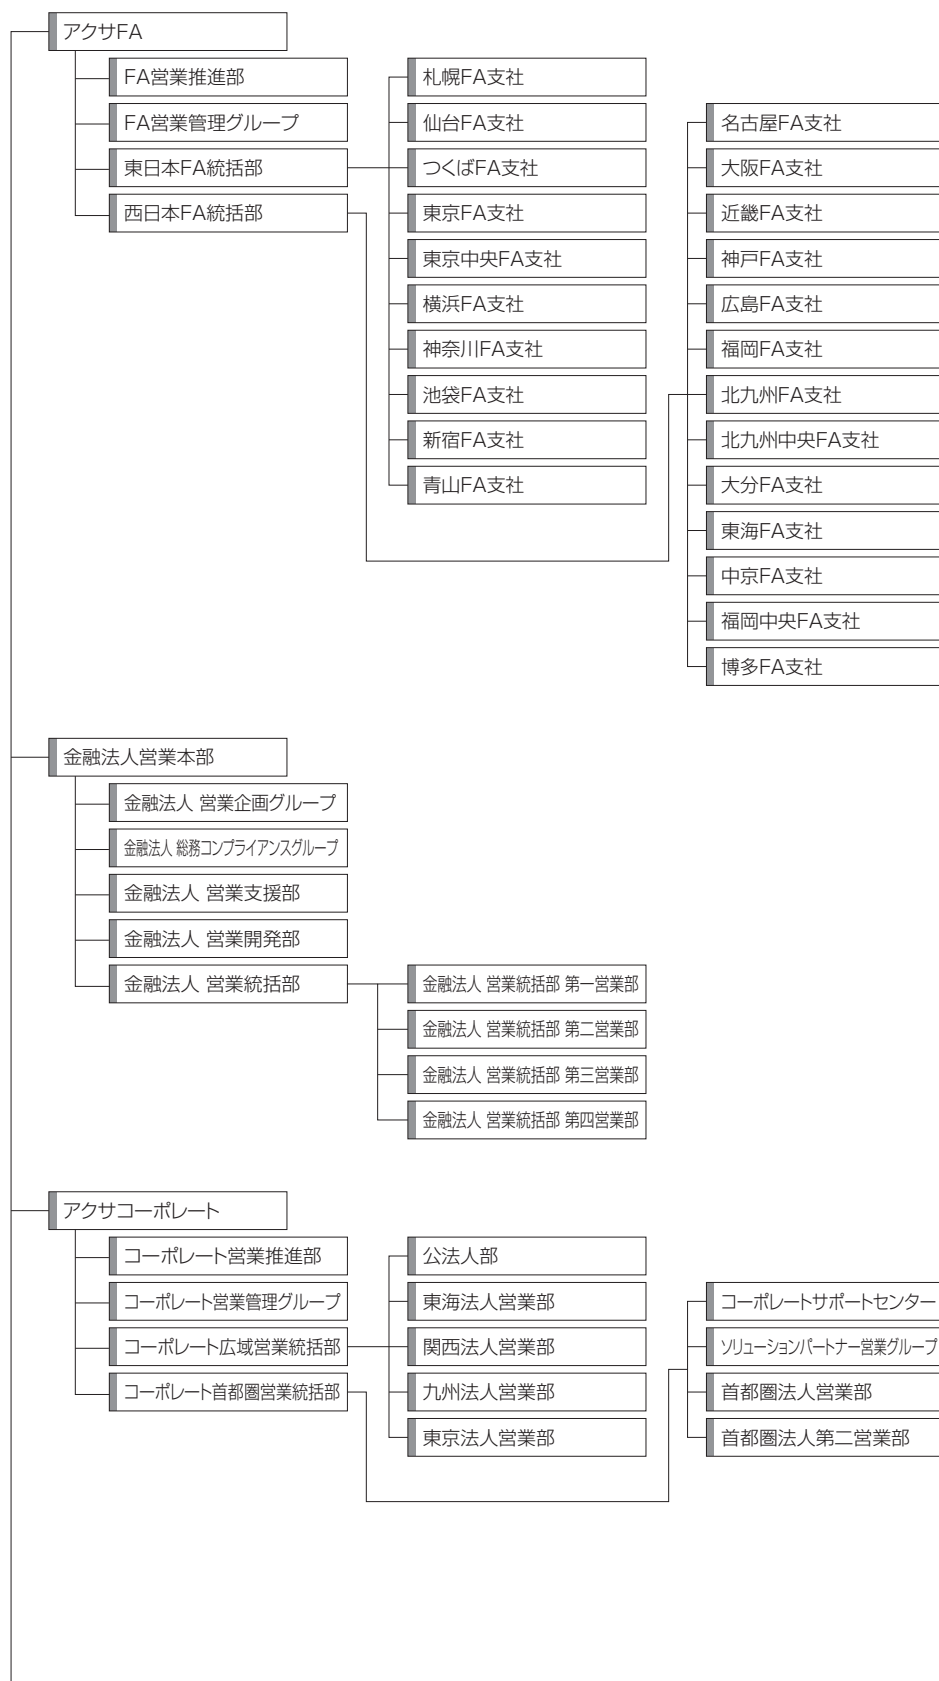 アクサFA
FA営業推進部
FA営業管理グループ
東日本FA統括部
西日本FA統括部
札幌FA支社
仙台FA支社
つくばFA支社
東京FA支社
東京中央FA支社
横浜FA支社
神奈川FA支社
池袋FA支社
新宿FA支社
青山FA支社
名古屋FA支社
大阪FA支社
近畿FA支社
神戸FA支社
広島FA支社
福岡FA支社
北九州FA支社
北九州中央FA支社
大分FA支社
東海FA支社
中京FA支社
福岡中央FA支社
博多FA支社
金融法人営業本部
金融法人 営業企画グループ
金融法人 総務コンプライアンスグループ
金融法人 営業支援部
金融法人 営業開発部
金融法人 営業統括部
金融法人 営業統括部 第一営業部
金融法人 営業統括部 第二営業部
金融法人 営業統括部 第三営業部
金融法人 営業統括部 第四営業部
アクサコーポレート
コーポレート営業推進部
コーポレート営業管理グループ
コーポレート広域営業統括部
コーポレート首都圏営業統括部
公法人部
東海法人営業部
関西法人営業部
九州法人営業部
東京法人営業部
コーポレートサポートセンター
ソリューションパートナー営業グループ
首都圏法人営業部
首都圏法人第二営業部